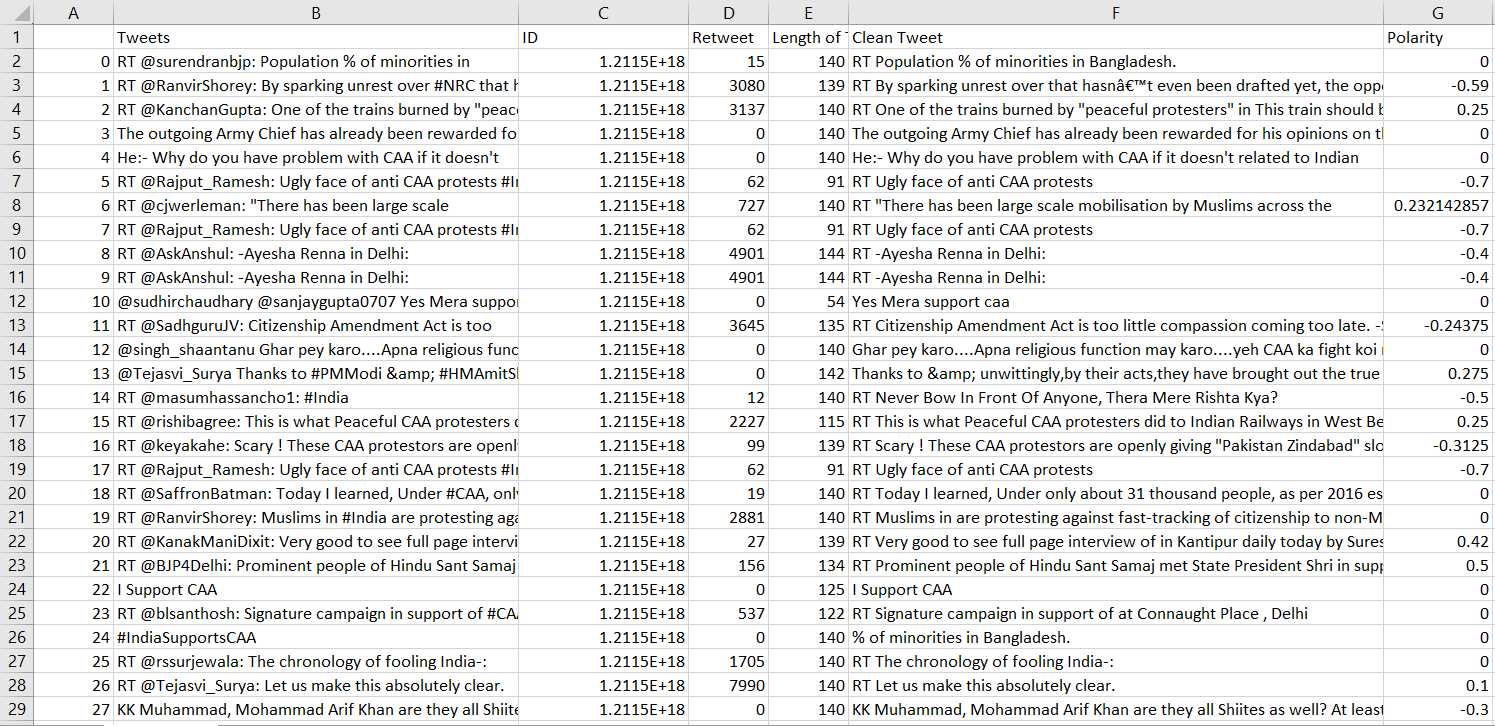 A B C D E F G
1 Tweets ID Retweet Length of Clean Tweet Polarity
2 0 RT @surendranbjp: Population % of minorities in 1.2115E+18 15 140 RT Population % of minorities in Bangladesh. 0
3 1 RT @RanvirShorey: By sparking unrest over #NRC that 1.2115E+18 3080 139 RT By sparking unrest over that hasnâ€™t even been drafted yet, the -0.59
4 2 RT @KanchanGupta: One of the trains burned by 1.2115E+18 3137 140 RT One of the trains burned by "peaceful protesters" in This train should 0.25
5 3 The outgoing Army Chief has already been rewarded 1.2115E+18 0 140 The outgoing Army Chief has already been rewarded for his opinions on 0
6 4 He:- Why do you have problem with CAA if it doesn't 1.2115E+18 0 140 He:- Why do you have problem with CAA if it doesn't related to Indian 0
7 5 RT @Rajput_Ramesh: Ugly face of anti CAA protests 1.2115E+18 62 91 RT Ugly face of anti CAA protests -0.7
8 6 RT @cjwerleman: "There has been large scale 1.2115E+18 727 140 RT "There has been large scale mobilisation by Muslims across the 0.232142857
9 7 RT @Rajput_Ramesh: Ugly face of anti CAA protests 1.2115E+18 62 91 RT Ugly face of anti CAA protests -0.7
10 8 RT @AskAnshul: -Ayesha Renna in Delhi: 1.2115E+18 4901 144 RT -Ayesha Renna in Delhi: -0.4
11 9 RT @AskAnshul: -Ayesha Renna in Delhi: 1.2115E+18 4901 144 RT -Ayesha Renna in Delhi: -0.4
12 10 @sudhirchaudhary @sanjaygupta0707 Yes Mera 1.2115E+18 0 54 Yes Mera support caa 0
13 11 RT @SadhguruJV: Citizenship Amendment Act is too 1.2115E+18 3645 135 RT Citizenship Amendment Act is too little compassion coming too late. -0.24375
14 12 @singh_shaantanu Ghar pey karo....Apna religious 1.2115E+18 0 140 Ghar pey karo....Apna religious function may karo....yeh CAA ka fight koi 0
15 13 @Tejasvi_Surya Thanks to #PMModi &amp; 1.2115E+18 0 142 Thanks to &amp; unwittingly,by their acts,they have brought out the true 0.275
16 14 RT @masumhassancho1: #India 1.2115E+18 12 140 RT Never Bow In Front Of Anyone, Thera Mere Rishta Kya? -0.5
17 15 RT @rishibagree: This is what Peaceful CAA protesters 1.2115E+18 2227 115 RT This is what Peaceful CAA protesters did to Indian Railways in West 0.25
18 16 RT @keyakahe: Scary ! These CAA protestors are 1.2115E+18 99 139 RT Scary ! These CAA protestors are openly giving "Pakistan Zindabad" -0.3125
19 17 RT @Rajput_Ramesh: Ugly face of anti CAA protests 1.2115E+18 62 91 RT Ugly face of anti CAA protests -0.7
20 18 RT @SaffronBatman: Today I learned, Under #CAA, 1.2115E+18 19 140 RT Today I learned, Under only about 31 thousand people, as per 2016 0
21 19 RT @RanvirShorey: Muslims in #India are protesting 1.2115E+18 2881 140 RT Muslims in are protesting against fast-tracking of citizenship to 0
22 20 RT @KanakManiDixit: Very good to see full page 1.2115E+18 27 139 RT Very good to see full page interview of in Kantipur daily today by 0.42
23 21 RT @BJP4Delhi: Prominent people of Hindu Sant Samaj 1.2115E+18 156 134 RT Prominent people of Hindu Sant Samaj met State President Shri in 0.5
24 22 I Support CAA 1.2115E+18 0 125 I Support CAA 0
25 23 RT @blsanthosh: Signature campaign in support of 1.2115E+18 537 122 RT Signature campaign in support of at Connaught Place , Delhi 0
26 24 #IndiaSupportsCAA 1.2115E+18 0 140 % of minorities in Bangladesh. 0
27 25 RT @rssurjewala: The chronology of fooling India-: 1.2115E+18 1705 140 RT The chronology of fooling India-: 0
28 26 RT @Tejasvi_Surya: Let us make this absolutely clear. 1.2115E+18 7990 140 RT Let us make this absolutely clear. 0.1
29 27 KK Muhammad, Mohammad Arif Khan are they all 1.2115E+18 0 140 KK Muhammad, Mohammad Arif Khan are they all Shiites as well? At least -0.3